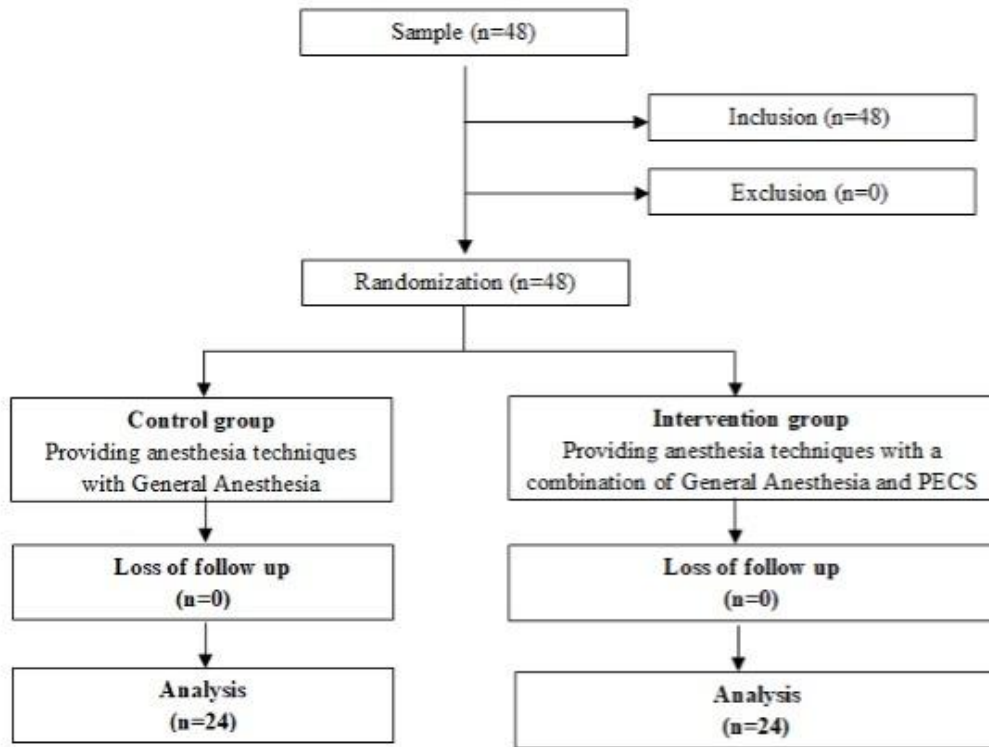 Sample (n=48)
Inclusion (n=48)
Exclusion (n=0)
Randomization (n=48)
Control group
Providing anesthesia techniques
with General Anesthesia
Intervention group
Providing anesthesia techniques with a
combination of General Anesthesia and PECS
Loss of follow up
(n=0)
Loss of follow up
(n=0)
Analysis
(n=24)
Analysis
(n=24)